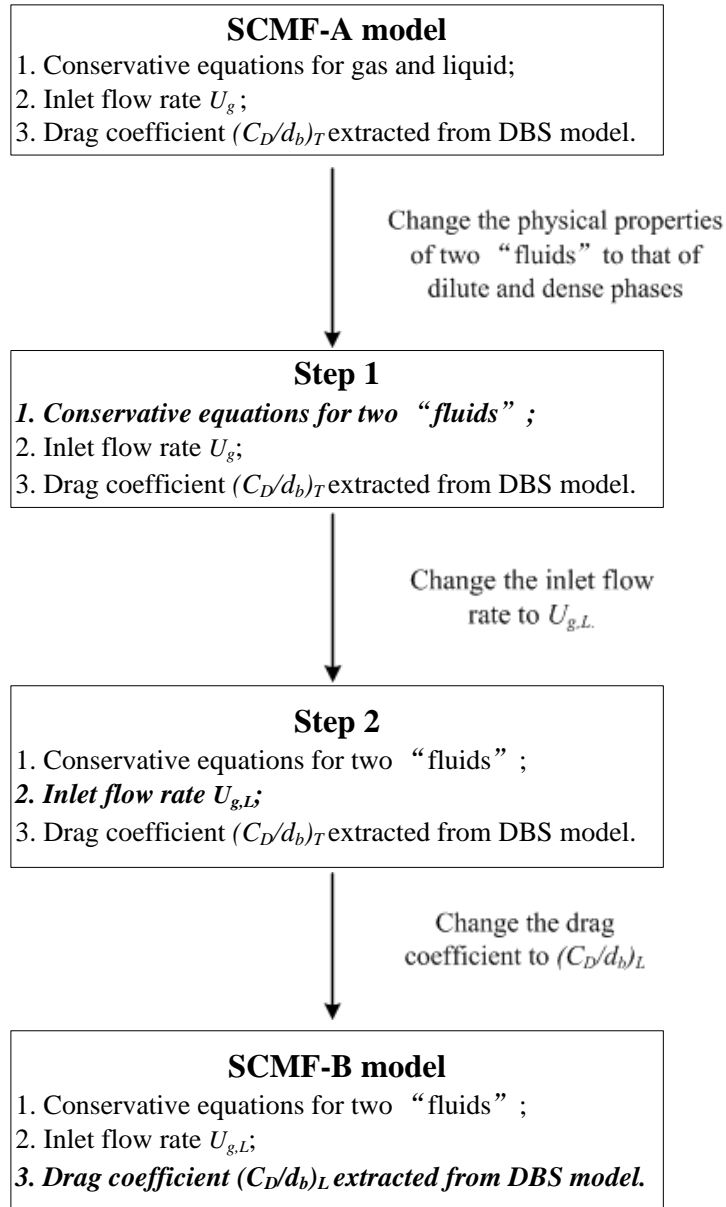 SCMF-A model
1. Conservative equations for gas and liquid;
2. Inlet flow rate Ug ;
3. Drag coefficient (CD/db)T extracted from DBS model.
Change the physical properties
of two “fluids” to that of
dilute and dense phases
Step 1
1. Conservative equations for two “fluids” ;
2. Inlet flow rate Ug;
3. Drag coefficient (CD/db)T extracted from DBS model.
Change the inlet flow
rate to Ug,L.
Step 2
1. Conservative equations for two “fluids” ;
2. Inlet flow rate Ug,L;
3. Drag coefficient (CD/db)T extracted from DBS model.
Change the drag
coefficient to (CD/db)L
SCMF-B model
1. Conservative equations for two “fluids” ;
2. Inlet flow rate Ug,L;
3. Drag coefficient (CD/db)L extracted from DBS model.